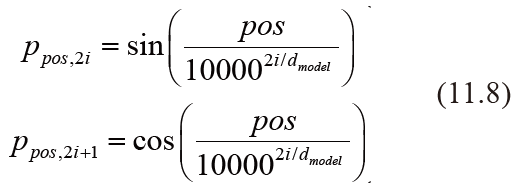 p_{pos,2i} = sin(pos / 10000^{2i/d_{model}})
(11.8)
p_{pos,2i+1} = cos(pos / 10000^{2i/d_{model}})